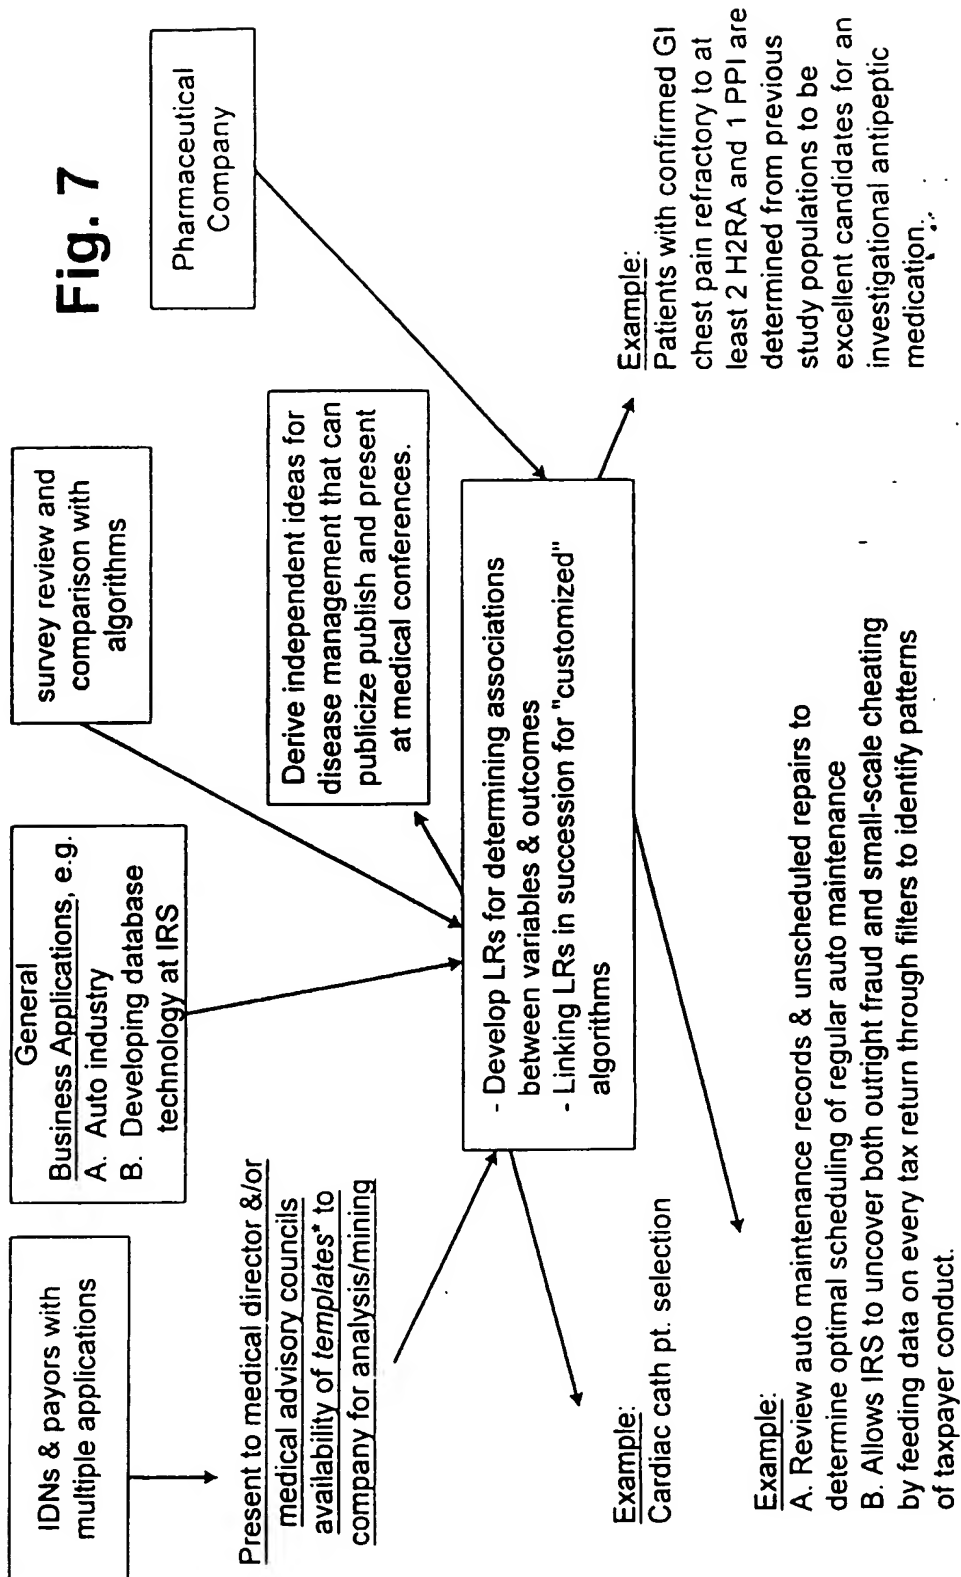 Fig. 7
IDNs & payors with
multiple applications
General
Business Applications, e.g.
A. Auto industry
B. Developing database
technology at IRS
survey review and
comparison with
algorithms
Pharmaceutical
Company
Present to medical director &/or
medical advisory councils
availability of templates* to
company for analysis/mining
Derive independent ideas for
disease management that can
publicize publish and present
at medical conferences.
- Develop LRs for determining associations
between variables & outcomes
- Linking LRs in succession for "customized"
algorithms
Example:
Cardiac cath pt. selection
Example:
A. Review auto maintenance records & unscheduled repairs to
determine optimal scheduling of regular auto maintenance
B. Allows IRS to uncover both outright fraud and small-scale cheating
by feeding data on every tax return through filters to identify patterns
of taxpayer conduct.
Example:
Patients with confirmed GI
chest pain refractory to at
least 2 H2RA and 1 PPI are
determined from previous
study populations to be
excellent candidates for an
investigational antipeptic
medication.